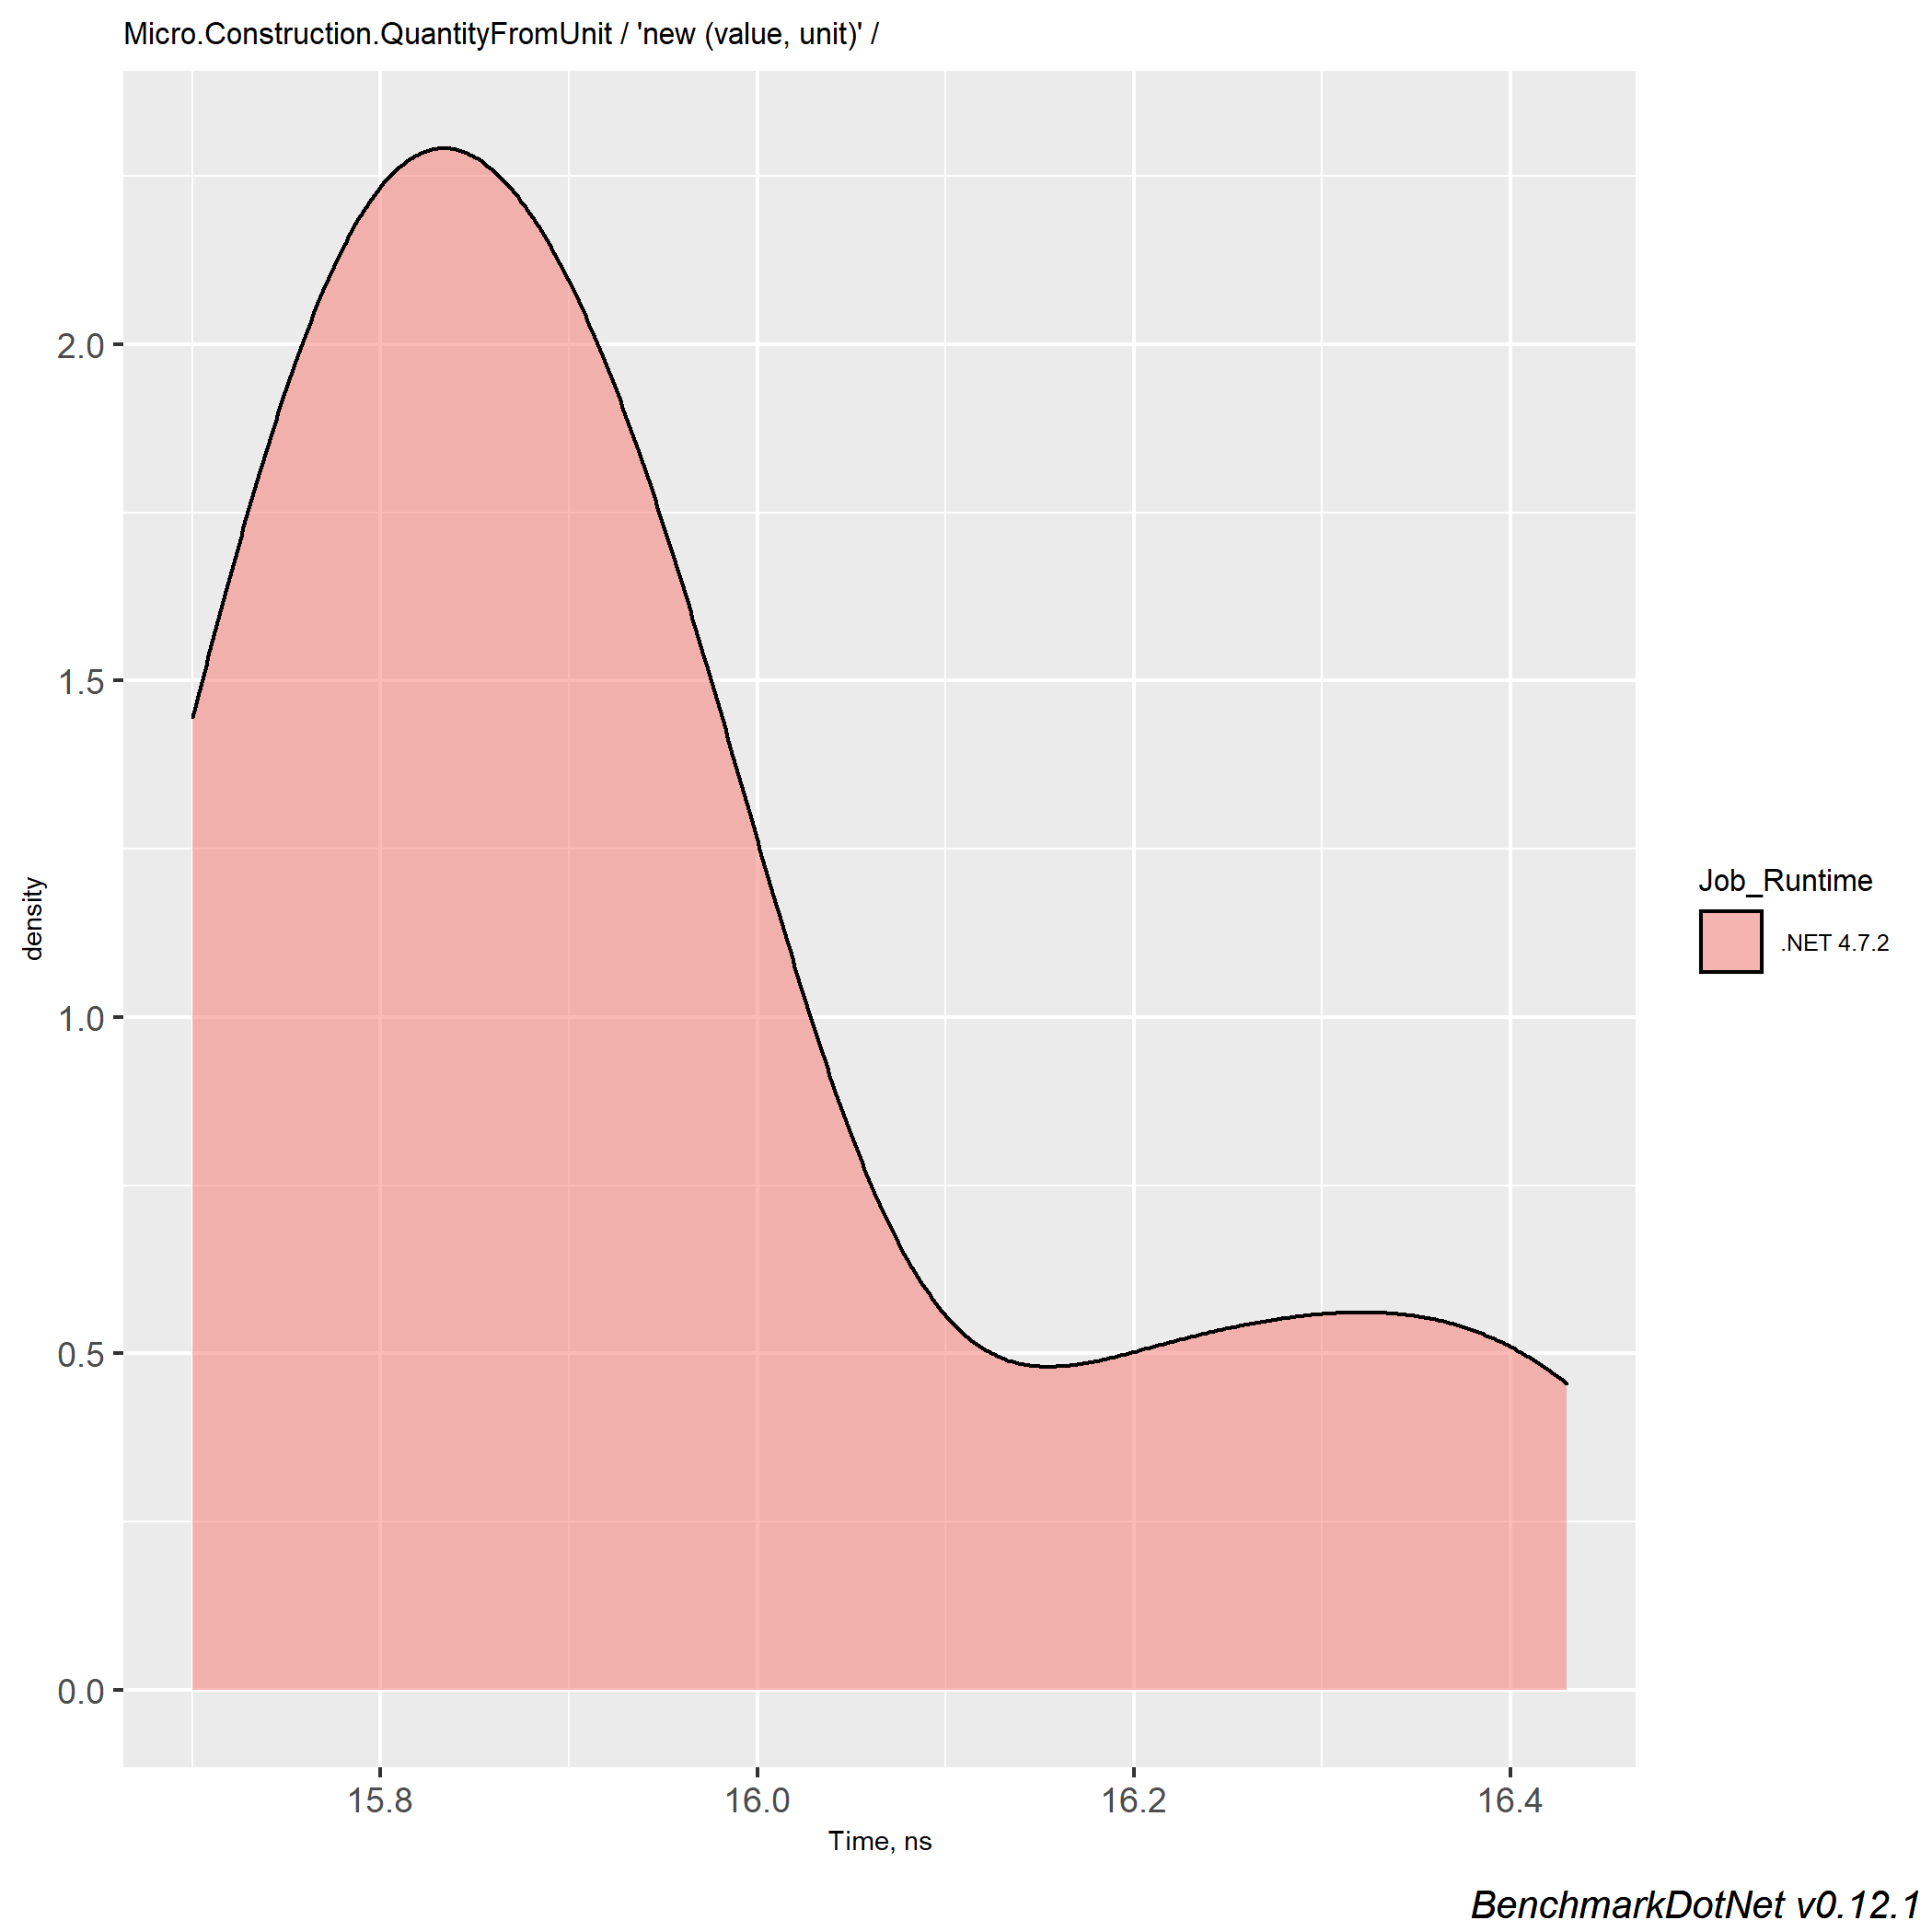 Micro.Construction.QuantityFromUnit / 'new (value, unit)' /
density
2.0
1.5
1.0
0.5
0.0
15.8 16.0 16.2 16.4
Time, ns
Job_Runtime
.NET 4.7.2
BenchmarkDotNet v0.12.1